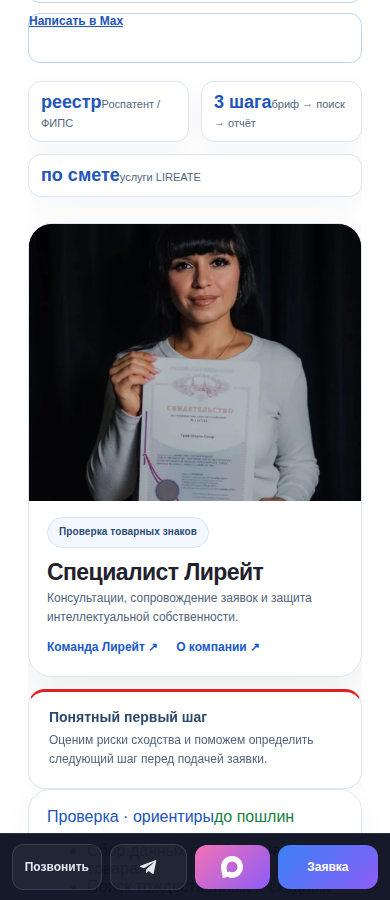 Написать в Max
реестрРоспатент /
ФИПС
3 шагабриф → поиск
→ отчёт
по сметеуслуги LIREATE
СВИДЕТЕЛЬСТВО
Проверка товарных знаков
Специалист Лирейт
Консультации, сопровождение заявок и защита
интеллектуальной собственности.
Команда Лирейт ↗ О компании ↗
Понятный первый шаг
Оценим риски сходства и поможем определить
следующий шаг перед подачей заявки.
Проверка · ориентирыдо пошлин
Позвонить
Заявка